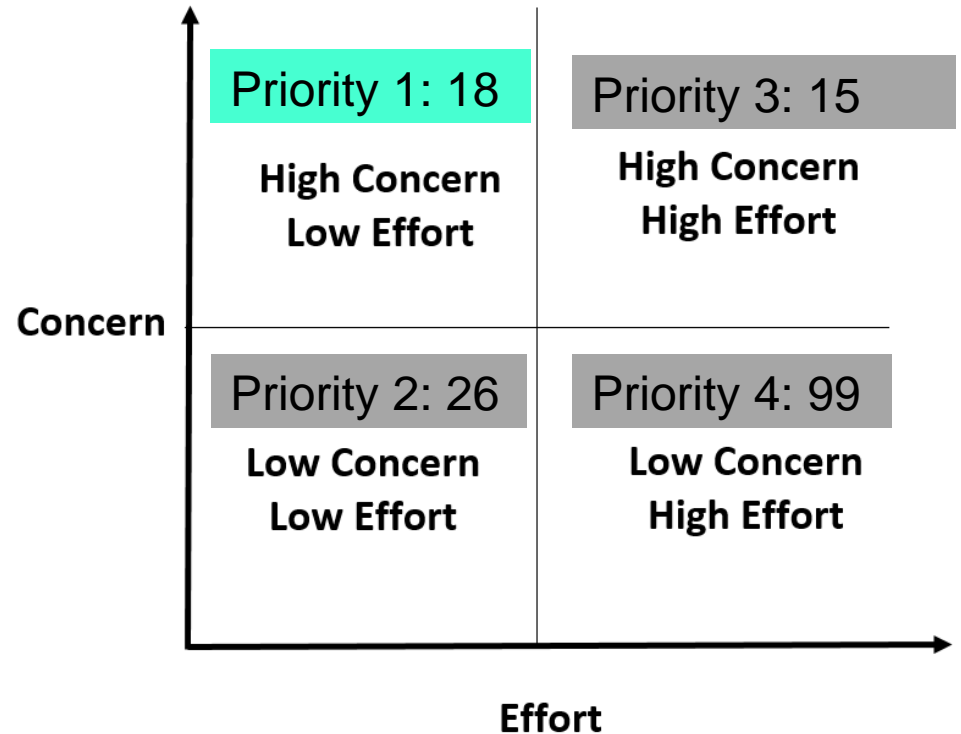 Priority 1: 18
High Concern
Low Effort
Priority 3: 15
High Concern
High Effort
Concern
Priority 2: 26
Low Concern
Low Effort
Priority 4: 99
Low Concern
High Effort
Effort